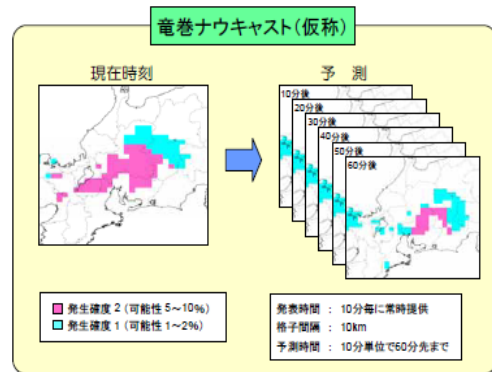 竜巻ナウキャスト(仮称)
現在時刻
予 測
10分後
20分後
30分後
40分後
50分後
60分後
発生確度 2 (可能性 5~10%)
発生確度 1 (可能性 1~2%)
発表時間 : 10分毎に常時提供
格子間隔 : 10km
予測時間 : 10分単位で60分先まで